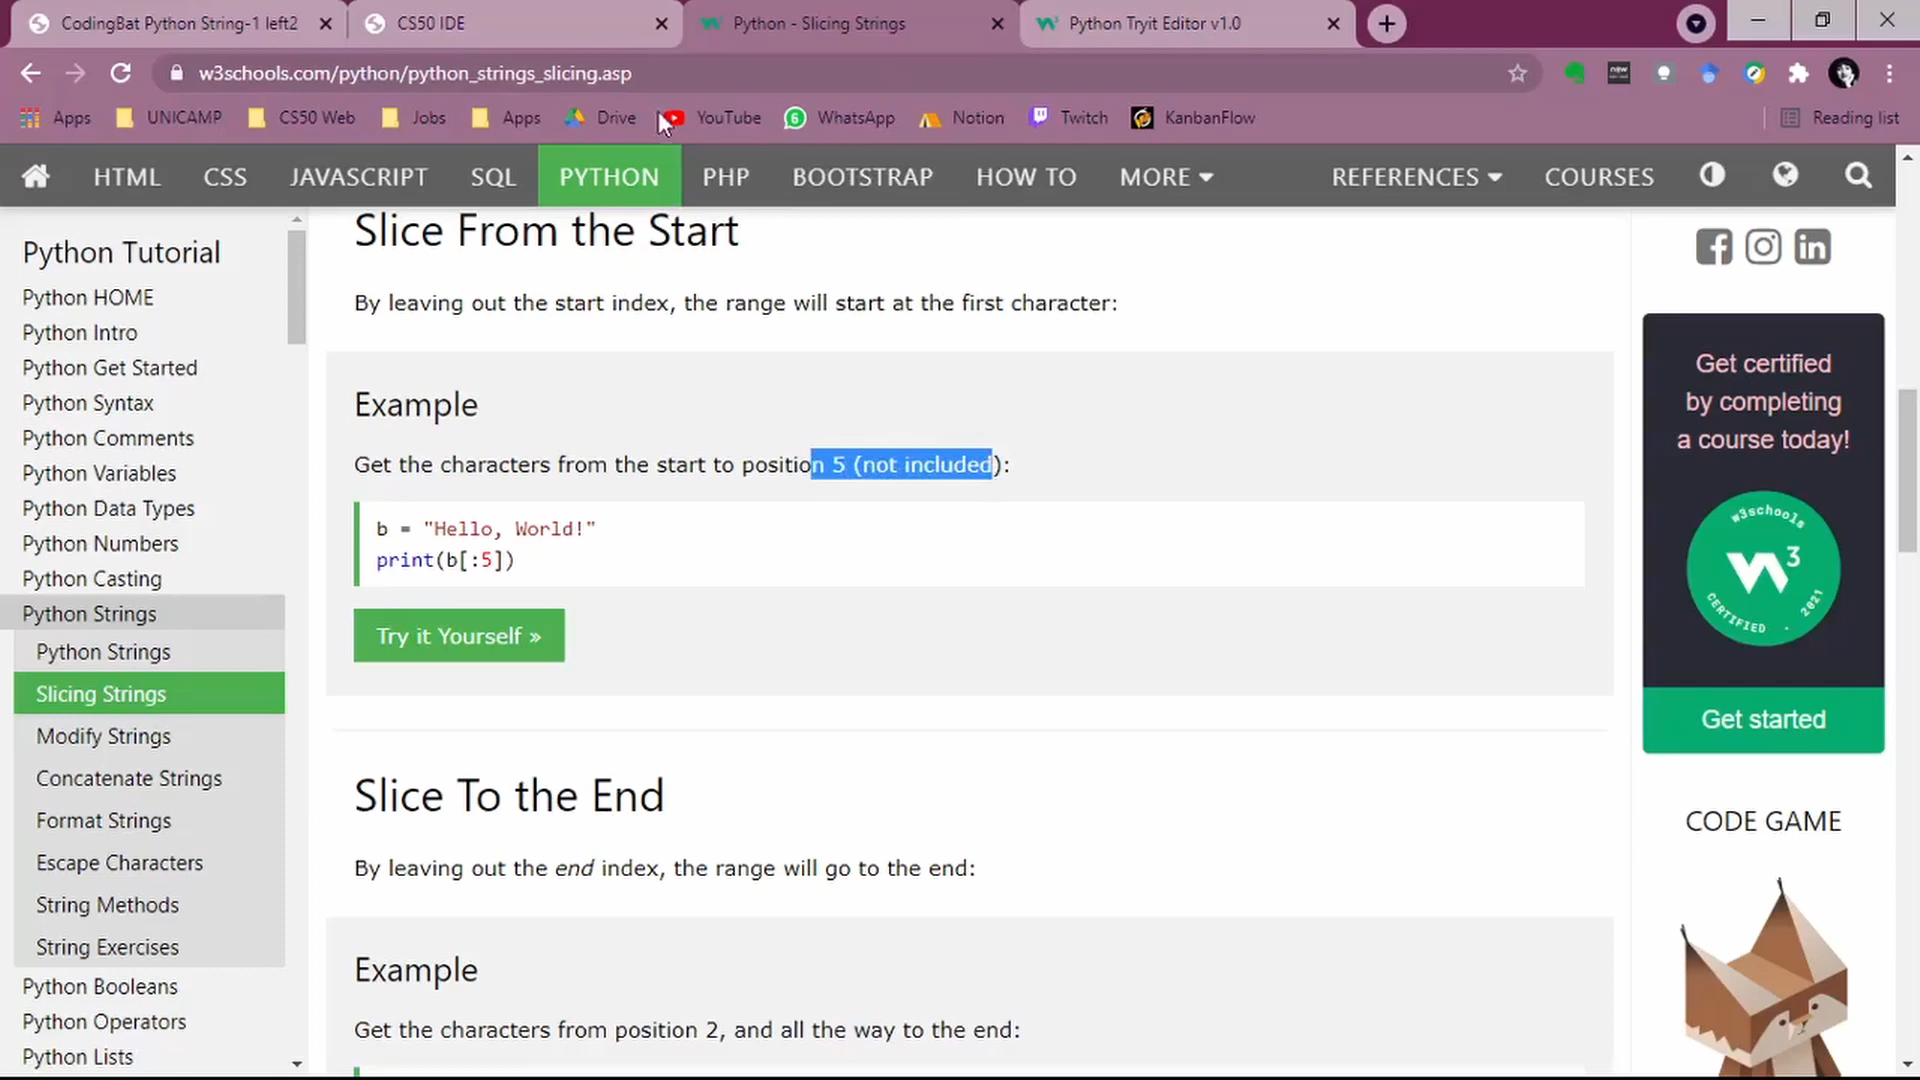 CodingBat Python String-1 left2
CS50 IDE
Python - Slicing Strings
Python Tryit Editor v1.0
w3schools.com/python/python_strings_slicing.asp
new
Apps
UNICAMP
CS50 Web
Jobs
Apps
Drive
YouTube
6
WhatsApp
Notion
Twitch
KanbanFlow
Reading list
HTML
CSS
JAVASCRIPT
SQL
PYTHON
PHP
BOOTSTRAP
HOW TO
MORE
REFERENCES
COURSES
Python Tutorial
Python HOME
Python Intro
Python Get Started
Python Syntax
Python Comments
Python Variables
Python Data Types
Python Numbers
Python Casting
Python Strings
Python Strings
Slicing Strings
Modify Strings
Concatenate Strings
Format Strings
Escape Characters
String Methods
String Exercises
Python Booleans
Python Operators
Python Lists
Slice From the Start
By leaving out the start index, the range will start at the first character:
Example
Get the characters from the start to position 5 (not included):
b = "Hello, World!"
print(b[:5])
Try it Yourself »
Slice To the End
By leaving out the end index, the range will go to the end:
Example
Get the characters from position 2, and all the way to the end:
Get certified
by completing
a course today!
w3schools
W3
CERTIFIED . 2021
Get started
CODE GAME